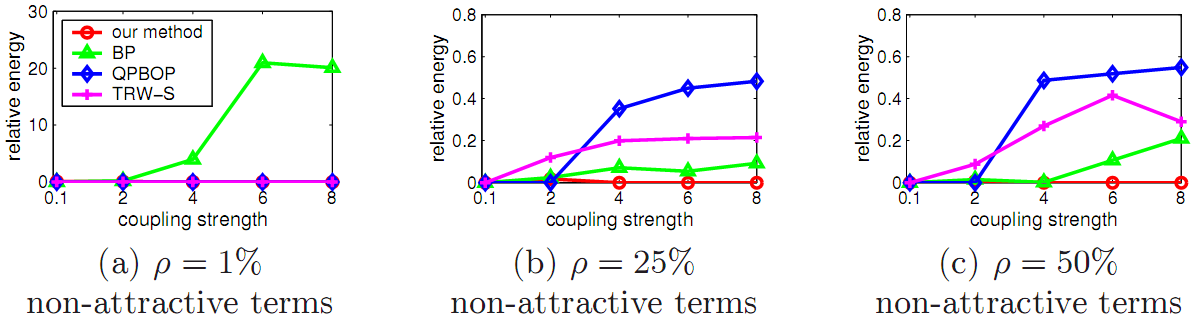 30
20
10
0
relative energy
our method
BP
QPBOP
TRW-S
0.1 2 4 6 8
coupling strength
(a) ρ = 1%
non-attractive terms
0.8
0.6
0.4
0.2
0
relative energy
0.1 2 4 6 8
coupling strength
(b) ρ = 25%
non-attractive terms
0.8
0.6
0.4
0.2
0
relative energy
0.1 2 4 6 8
coupling strength
(c) ρ = 50%
non-attractive terms